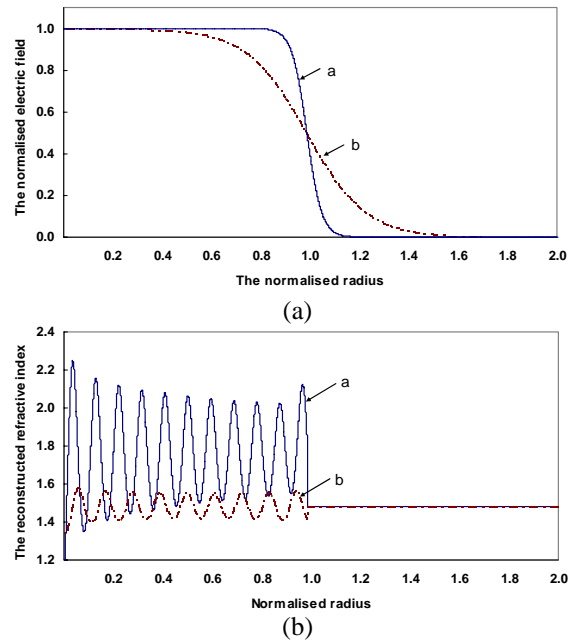 The normalised electric field
1.0
0.8
0.6
0.4
0.2
0.0
a
b
0.2 0.4 0.6 0.8 1.0 1.2 1.4 1.6 1.8 2.0
The normalised radius
(a)
The reconstructed refractive index
2.4
2.2
2.0
1.8
1.6
1.4
1.2
a
b
0.2 0.4 0.6 0.8 1.0 1.2 1.4 1.6 1.8 2.0
Normalised radius
(b)